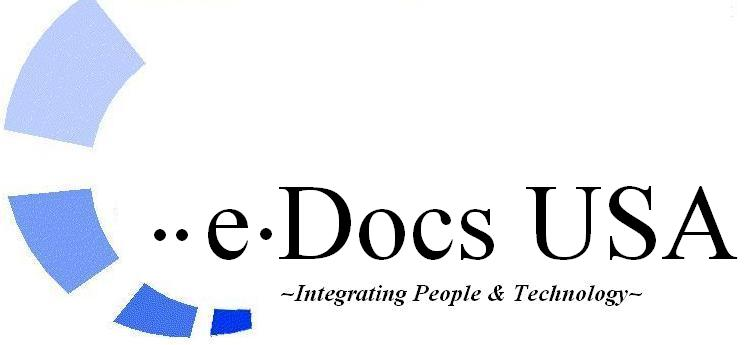 ··e·Docs USA
~Integrating People & Technology~